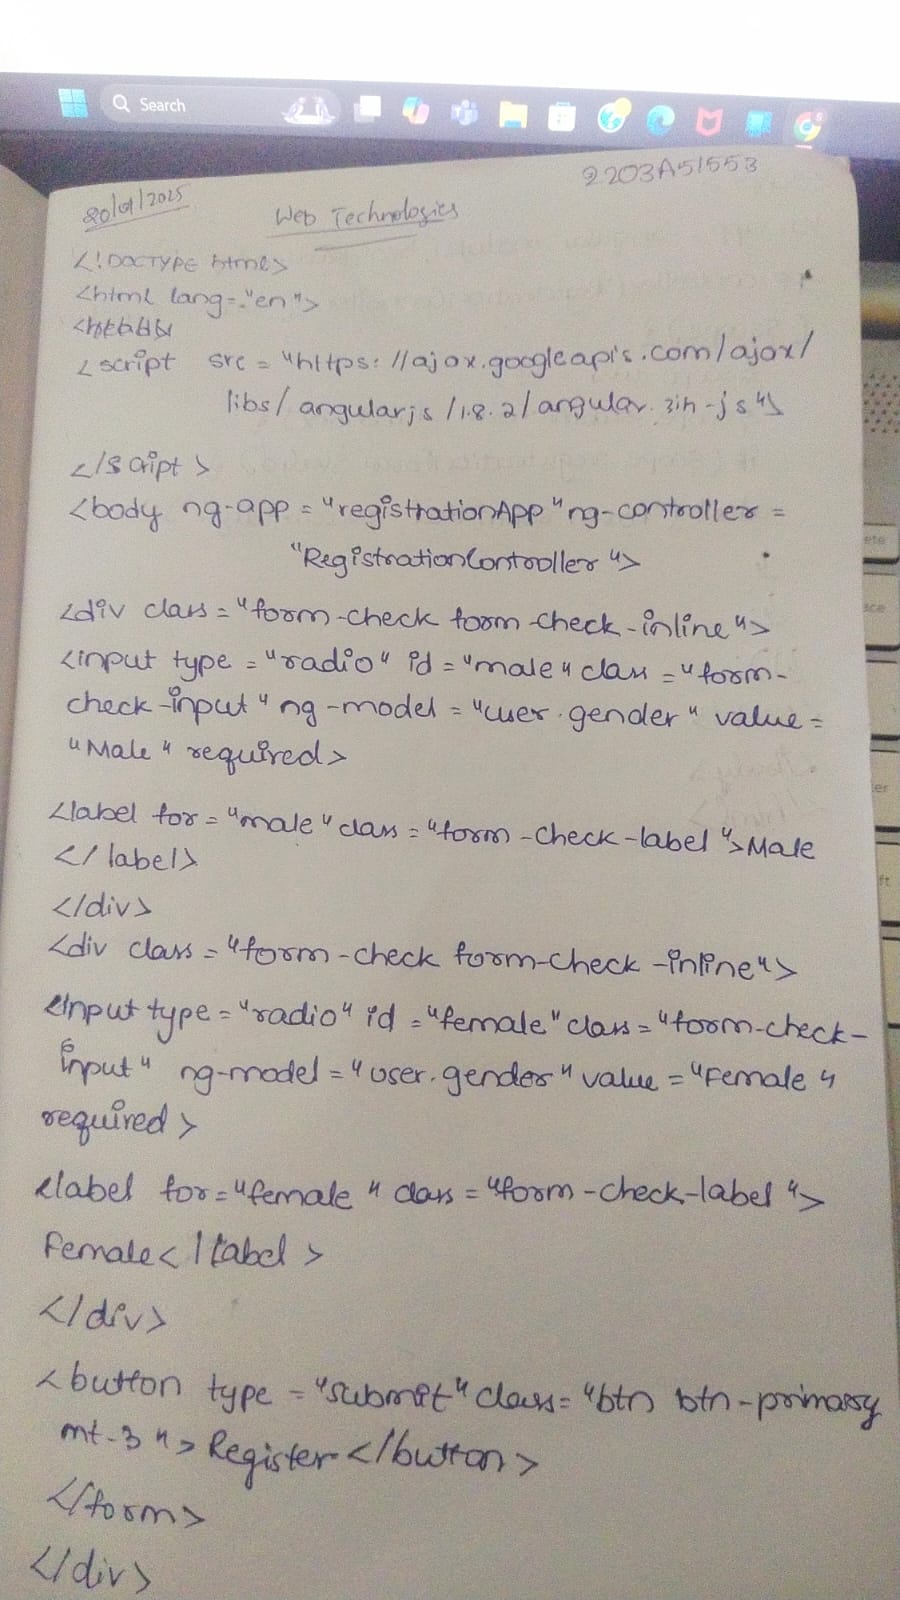 Search
2203A51553
20/01/2025
Web Technologies
<!DOCTYPE html>
<html lang="en">
<script src = "https://ajax.googleapis.com/ajax/
libs/angularjs/1.8.2/angular.min-js">
</script>
<body ng-app = "registrationApp" ng-controller =
"RegistrationController">
<div class="form-check form-check-inline">
<input type = "radio" id = "male" class = "form-
check-input" ng-model = "user.gender" value =
"Male" required>
<label for = "male" class = "form-check-label">Male
</label>
</div>
<div class = "form-check form-check-inline">
<input type = "radio" id = "female" class = "form-check-
input" ng-model = "user.gender" value = "Female"
required>
<label for="female" class = "form-check-label">
Female</label>
</div>
<button type = "submit" class= "btn btn-primary
mt-3"> Register</button>
</form>
</div>